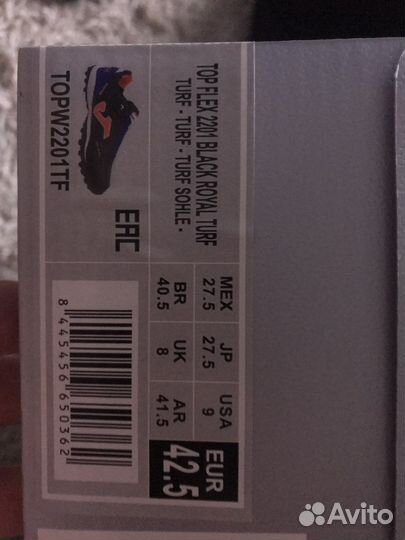 TOP FLEX 2201 BLACK ROYAL TURF
TURF - TURF - TURF SOHLE -
TOPW2201TF
EAC
MEX JP USA EUR
27.5 27.5 9 42.5
BR UK AR
40.5 8 41.5
8 445456 650362
Avito